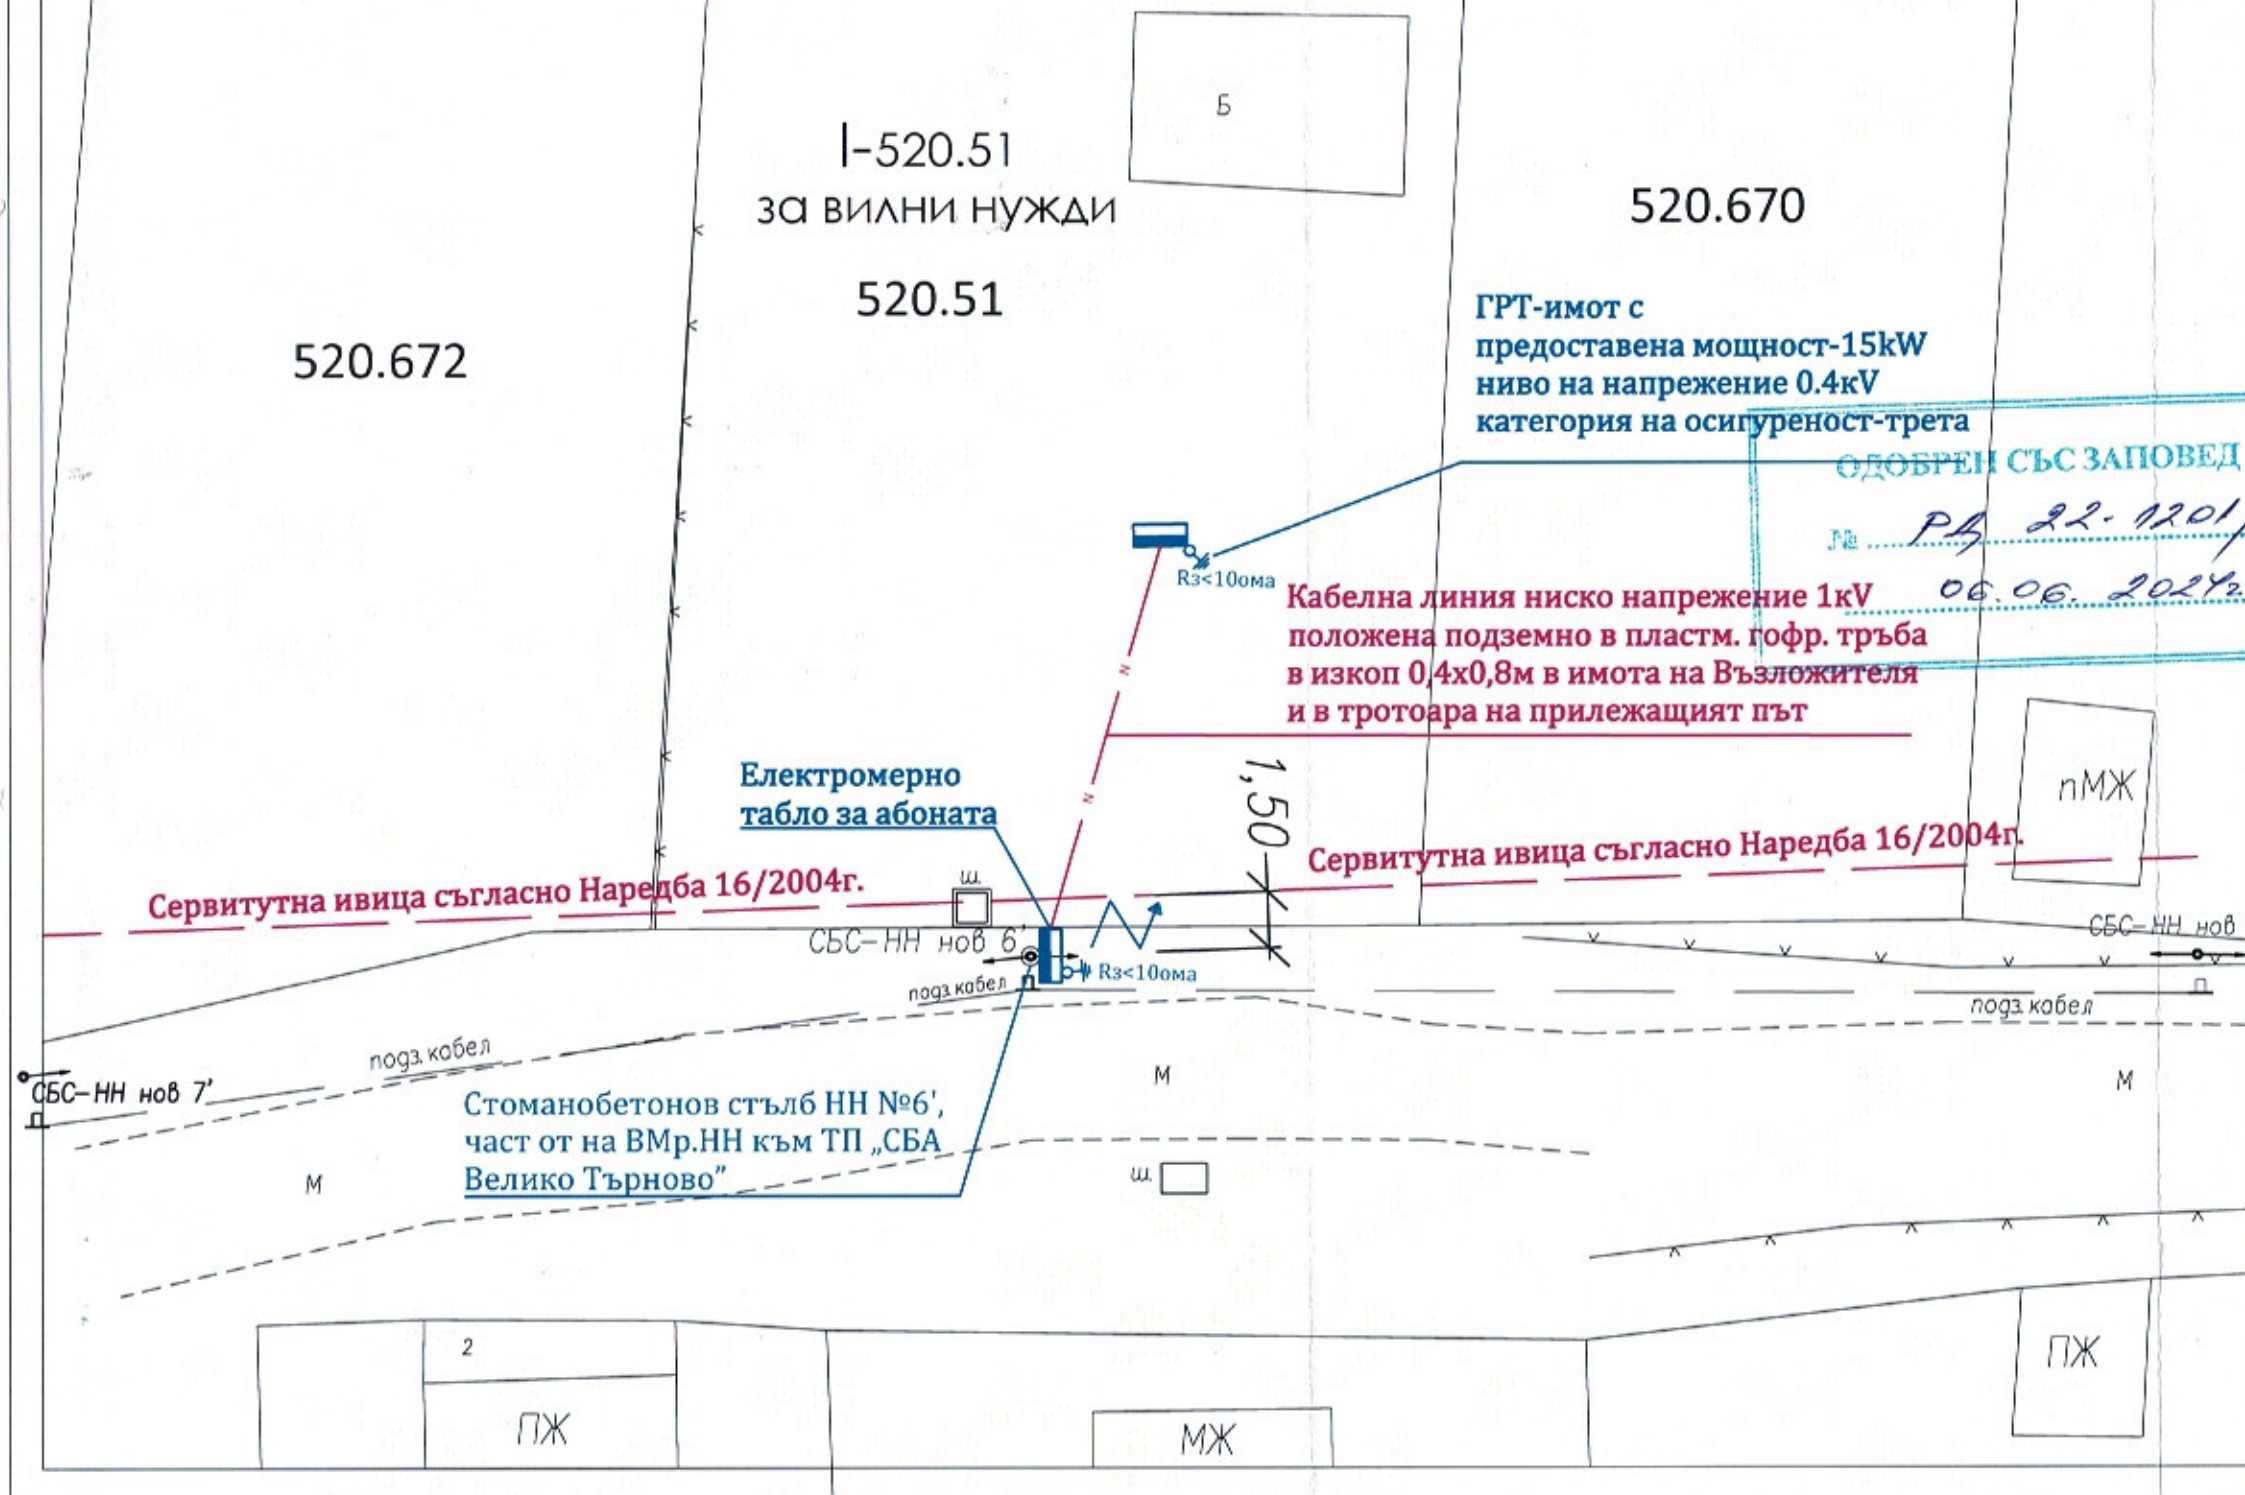 Б
I-520.51
за вилни нужди
520.51
520.670
520.672
ГРТ-имот с
предоставена мощност-15kW
ниво на напрежение 0.4кV
категория на осигуреност-трета
ОДОБРЕН СЪС ЗАПОВЕД
№ РД 22-1201/
06.06. 2024г.
Rз<10ома
Кабелна линия ниско напрежение 1кV
положена подземно в пластм. гофр. тръба
в изкоп 0,4х0,8м в имота на Възложителя
и в тротоара на прилежащият път
N
N
Електромерно
табло за абоната
1,50
пМЖ
Сервитутна ивица съгласно Наредба 16/2004г.
Сервитутна ивица съгласно Наредба 16/2004г.
ш.
СБС-НН нов 6'
СБС-НН нов
Rз<10ома
подз.кабел
подз.кабел
подз.кабел
СБС-НН нов 7'
М
М
М
Стоманобетонов стълб НН №6',
част от на ВМр.НН към ТП „СБА
Велико Търново”
ш.
2
ПЖ
МЖ
ПЖ